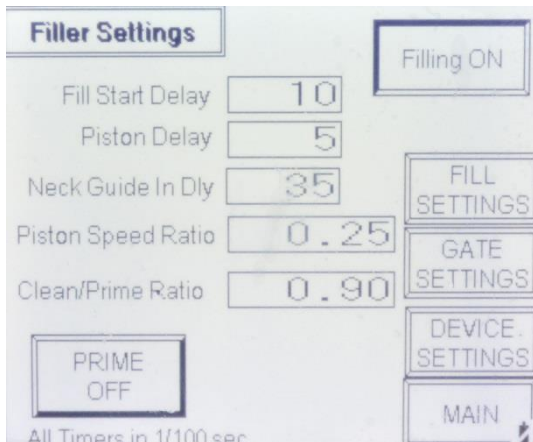 Filler Settings
Filling ON
Fill Start Delay 10
Piston Delay 5
Neck Guide In Dly 35
FILL
SETTINGS
Piston Speed Ratio 0.25
GATE
SETTINGS
Clean/Prime Ratio 0.90
DEVICE
SETTINGS
PRIME
OFF
MAIN
All Timers in 1/100 sec